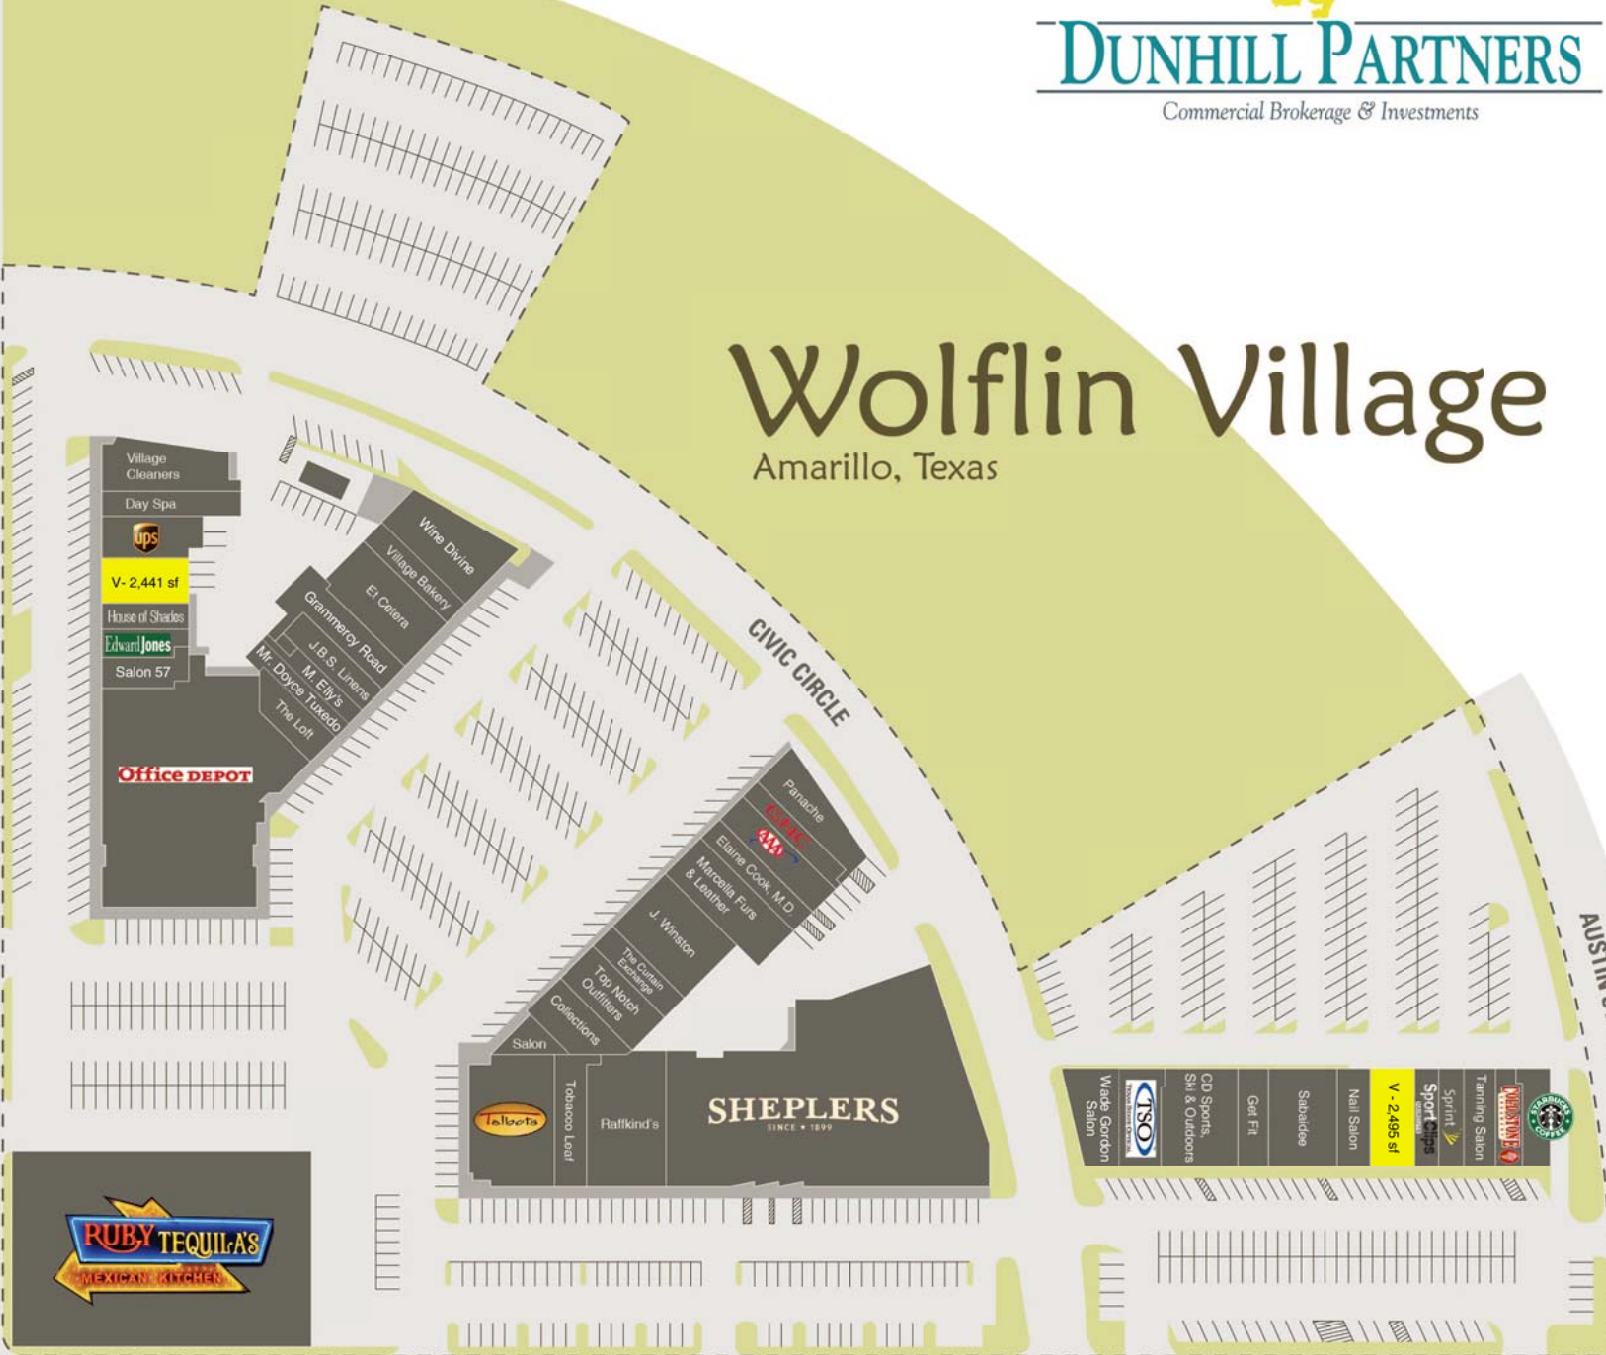 DUNHILL PARTNERS
Commercial Brokerage & Investments
Wolflin Village
Amarillo, Texas
CIVIC CIRCLE
Village
Cleaners
Day Spa
ups
V- 2,441 sf
House of Shades
Edward Jones
Salon 57
Office DEPOT
Wine Divine
Village Bakery
Et Cetera
Grammercy Road
J.B.S. Linens
M. Elly's
Mr. Doyce Tuxedo
The Loft
Panache
AAA
Elaine Cook, M.D.
Marcella Furs
& Leather
J. Winston
The Curtain
Exchange
Top Notch
Outfitters
Collections
Salon
Talbots
Tobacco Leaf
Raffkind's
SHEPLERS
SINCE • 1899
AUSTIN
Wade Gordon
Salon
TSO
CD Sports,
Ski & Outdoors
Get Fit
Sabaidee
Nail Salon
V - 2,495 sf
Sport Clips
Sprint
Tanning Salon
STARBUCKS
COFFEE
RUBY TEQUILA'S
MEXICAN KITCHEN